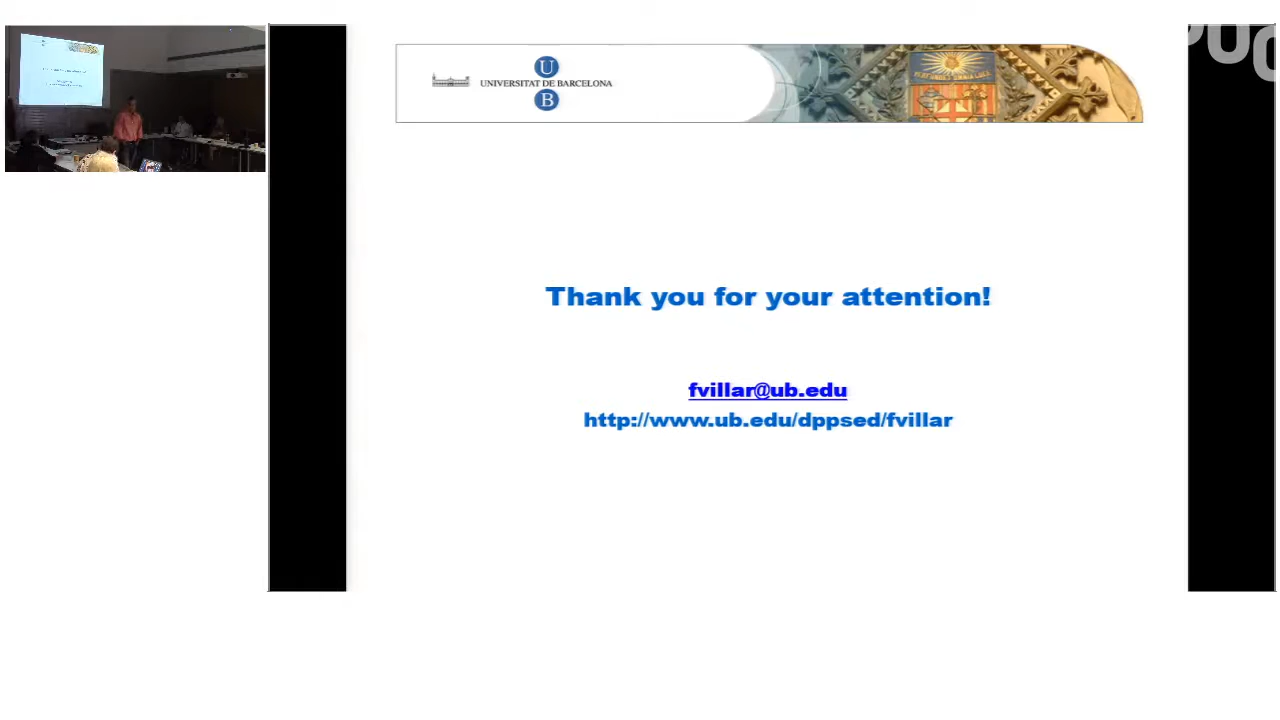 U
UNIVERSITAT DE BARCELONA
B
Thank you for your attention!
fvillar@ub.edu
http://www.ub.edu/dppsed/fvillar